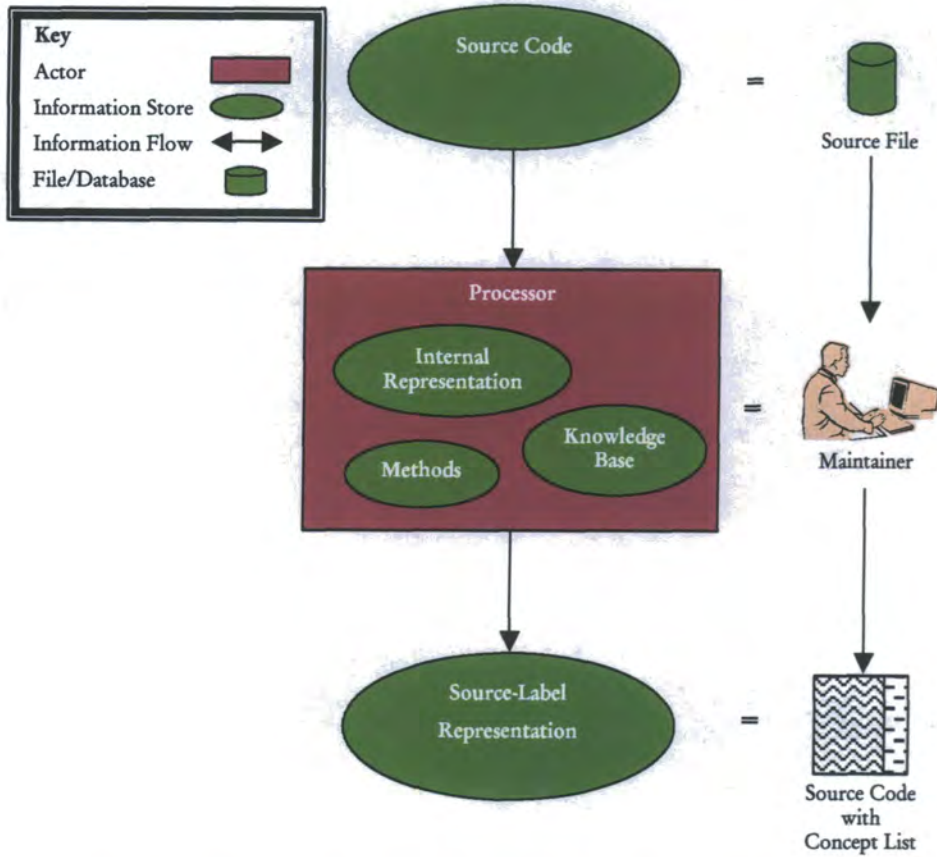 Key
Actor
Information Store
Information Flow
File/Database
Source Code
=
Source File
Processor
Internal
Representation
Knowledge
Base
Methods
=
Maintainer
Source-Label
Representation
=
Source Code
with
Concept List